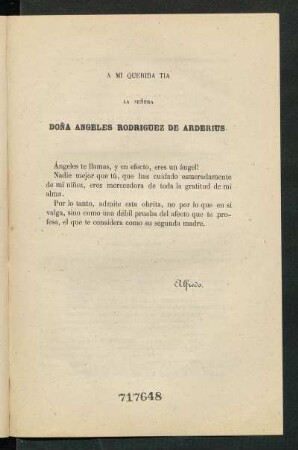 A MI QUERIDA TIA
LA SEÑORA
DOÑA ANGELES RODRIGUEZ DE ARDERIUS.
Ángeles te llamas, y en efecto, eres un ángel!
Nadie mejor que tú, que has cuidado esmeradamente
de mi niñez, eres merecedora de toda la gratitud de mi
alma.
Por lo tanto, admite esta obrita, no por lo que en sí
valga, sino como una débil prueba del afecto que te pro-
fesa, el que te considera como su segunda madre.
Alfredo.
717648